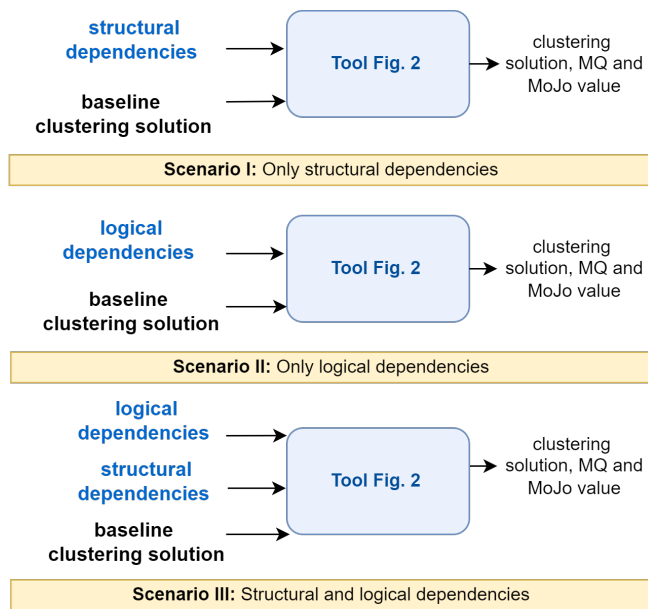 structural
dependencies
baseline
clustering solution
Tool Fig. 2
clustering
solution, MQ and
MoJo value
Scenario I: Only structural dependencies
logical
dependencies
baseline
clustering solution
Tool Fig. 2
clustering
solution, MQ and
MoJo value
Scenario II: Only logical dependencies
logical
dependencies
structural
dependencies
baseline
clustering solution
Tool Fig. 2
clustering
solution, MQ and
MoJo value
Scenario III: Structural and logical dependencies